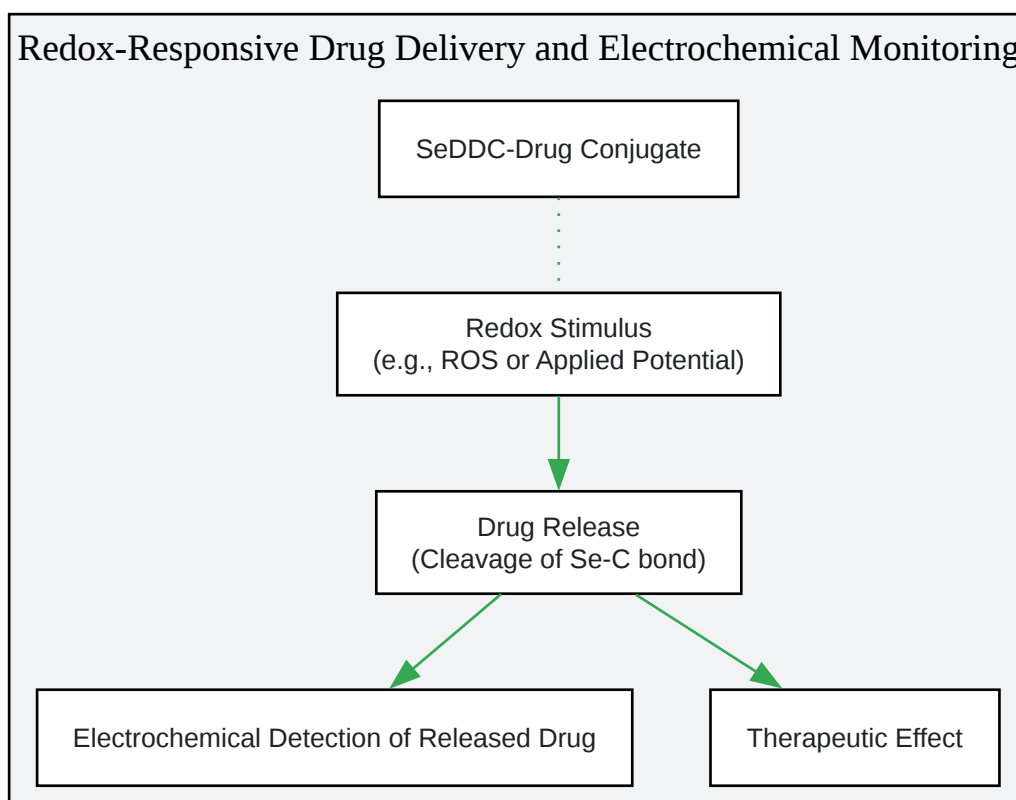 Redox-Responsive Drug Delivery and Electrochemical Monitoring
SeDDC-Drug Conjugate
Redox Stimulus
(e.g., ROS or Applied Potential)
Drug Release
(Cleavage of Se-C bond)
Electrochemical Detection of Released Drug
Therapeutic Effect